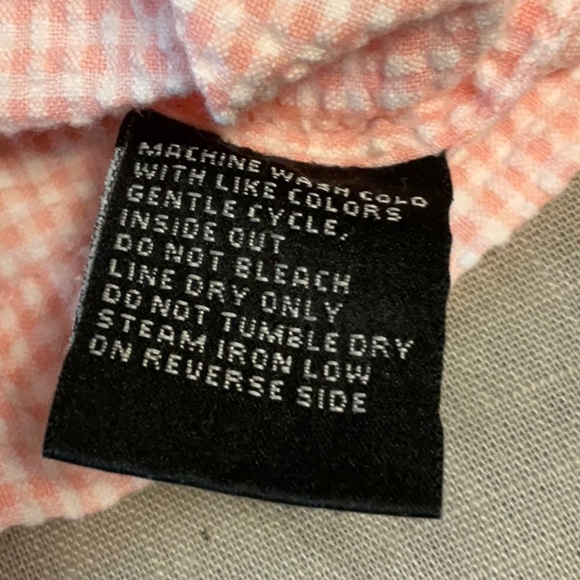 MACHINE WASH COLD
WITH LIKE COLORS
GENTLE CYCLE,
INSIDE OUT
DO NOT BLEACH
LINE DRY ONLY
DO NOT TUMBLE DRY
STEAM IRON LOW
ON REVERSE SIDE